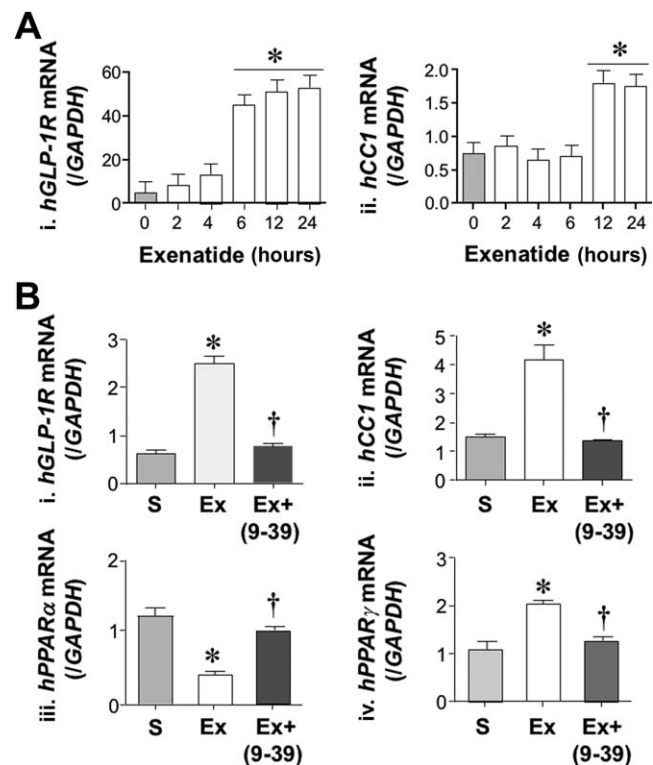 A
i. hGLP-1R mRNA
(/GAPDH)
60
40
20
0
*
0 2 4 6 12 24
Exenatide (hours)
ii. hCC1 mRNA
(/GAPDH)
2.0
1.5
1.0
0.5
0.0
*
0 2 4 6 12 24
Exenatide (hours)
B
i. hGLP-1R mRNA
(/GAPDH)
3
2
1
0
*
†
S Ex Ex+
(9-39)
ii. hCC1 mRNA
(/GAPDH)
5
4
3
2
1
0
*
†
S Ex Ex+
(9-39)
iii. hPPARα mRNA
(/GAPDH)
2
1
0
*
†
S Ex Ex+
(9-39)
iv. hPPARγ mRNA
(/GAPDH)
3
2
1
0
*
†
S Ex Ex+
(9-39)